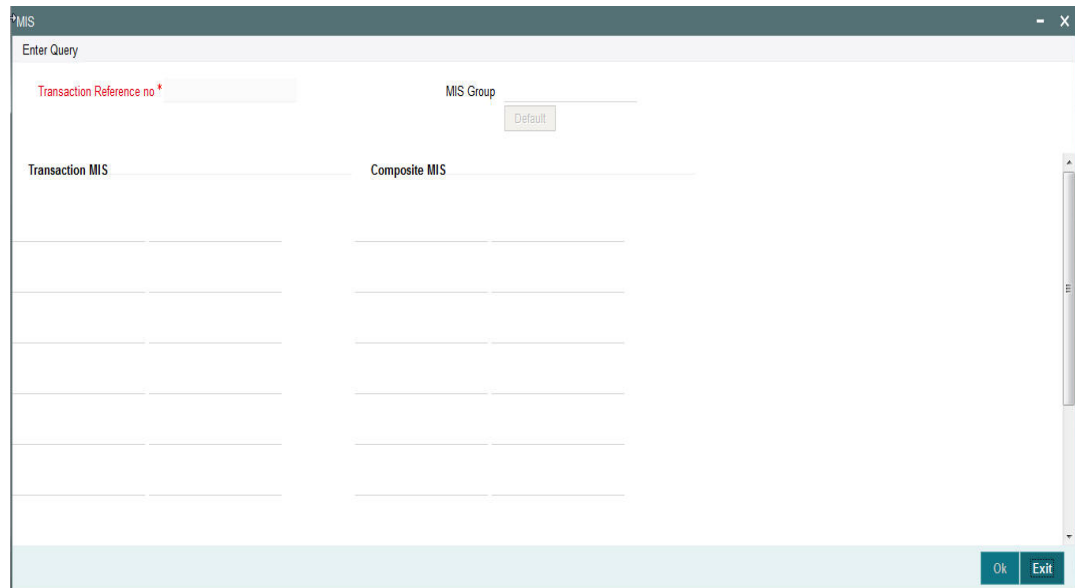 MIS - X
Enter Query
Transaction Reference no * MIS Group
Default
Transaction MIS Composite MIS
Ok Exit